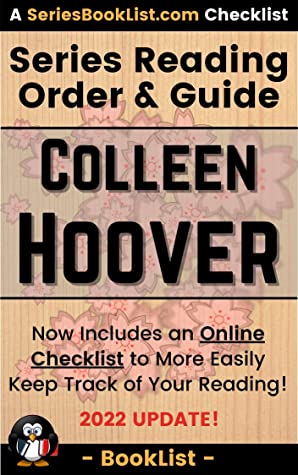 A SeriesBookList.com Checklist
Series Reading
Order & Guide
COLLEEN
HOOVER
Now Includes an Online
Checklist to More Easily
Keep Track of Your Reading!
2022 UPDATE!
- BookList -